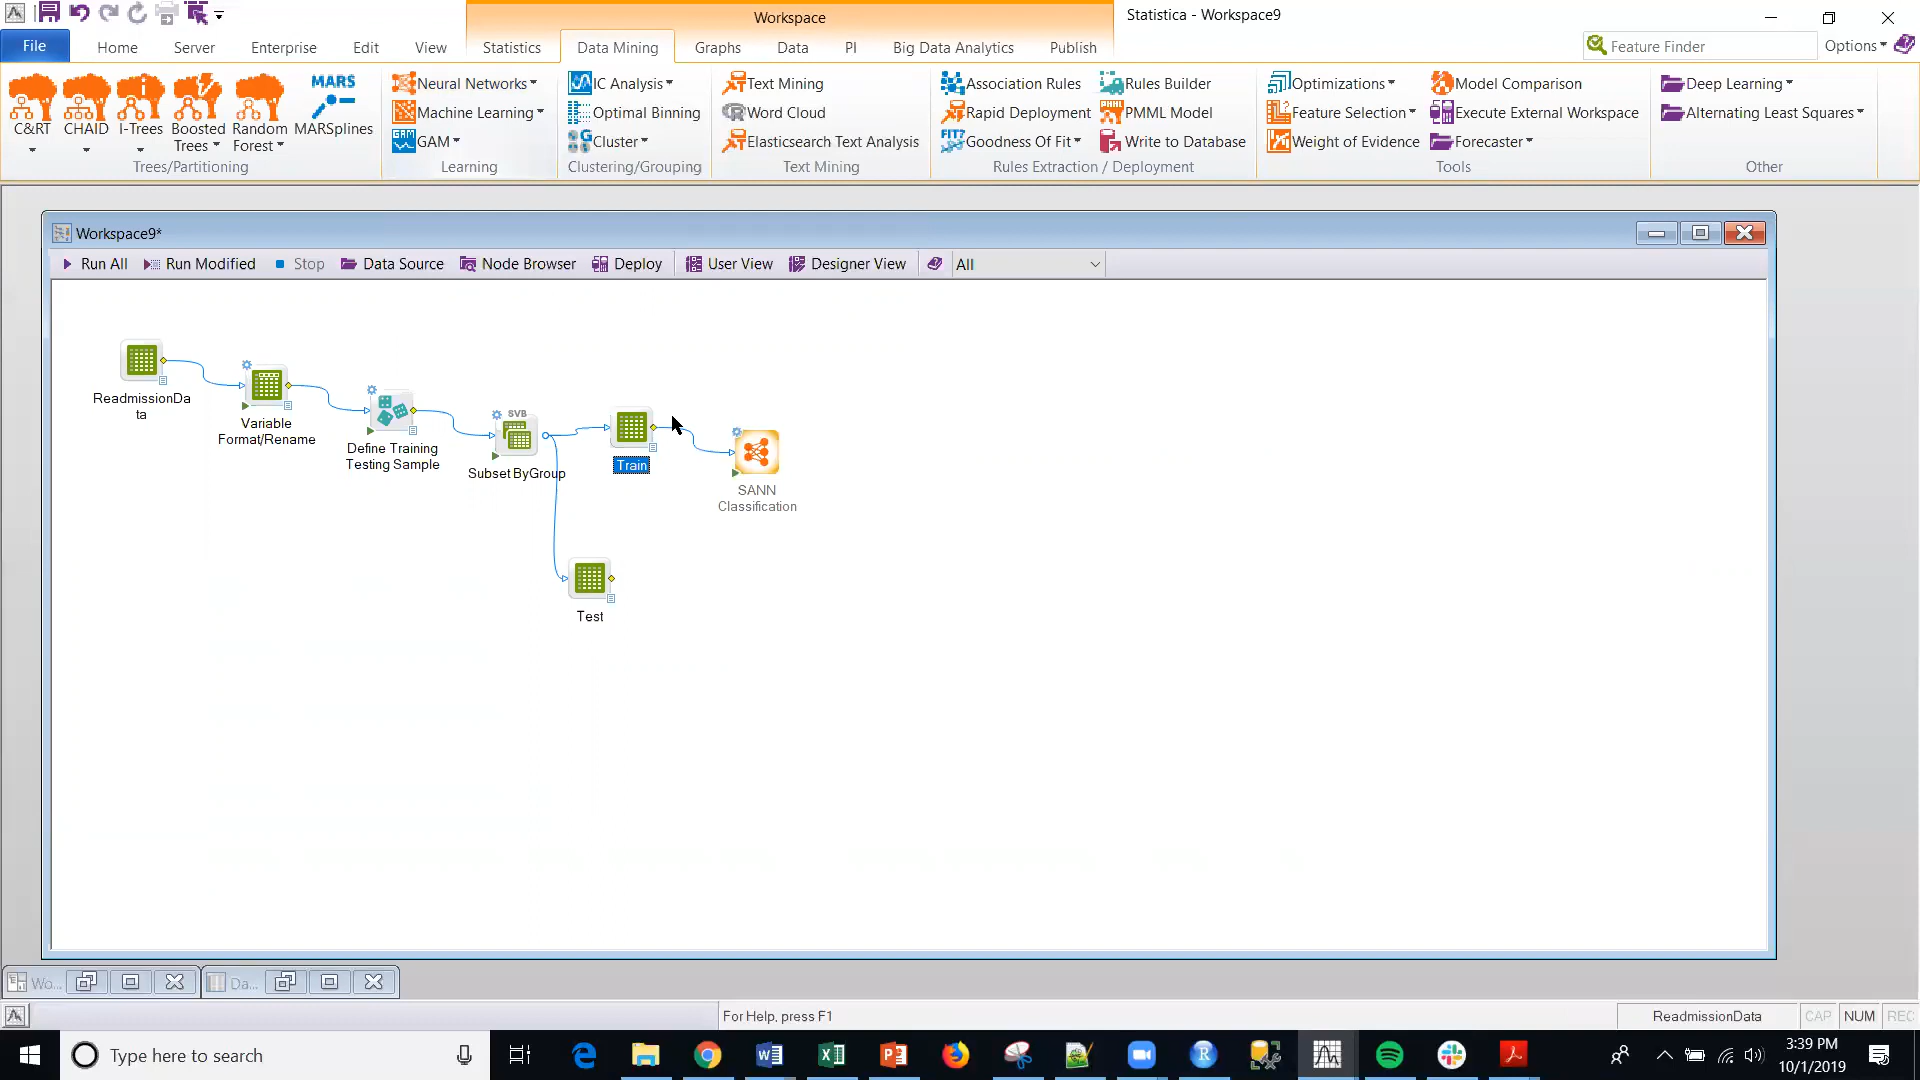 Workspace
Statistica - Workspace9
File
Home
Server
Enterprise
Edit
View
Statistics
Data Mining
Graphs
Data
PI
Big Data Analytics
Publish
Feature Finder
Options
C&RT
CHAID
I-Trees
Boosted
Trees
Random
Forest
MARS
MARSplines
Trees/Partitioning
Neural Networks
Machine Learning
GAM
GAM
Learning
IC Analysis
Optimal Binning
Cluster
Clustering/Grouping
Text Mining
Word Cloud
Elasticsearch Text Analysis
Text Mining
Association Rules
Rapid Deployment
FIT?
Goodness Of Fit
Rules Builder
PMML
PMML Model
Write to Database
Rules Extraction / Deployment
Optimizations
Feature Selection
Weight of Evidence
Model Comparison
Execute External Workspace
Forecaster
Tools
Deep Learning
Alternating Least Squares
Other
Workspace9*
Run All
Run Modified
Stop
Data Source
Node Browser
Deploy
User View
Designer View
All
ReadmissionDa
ta
Variable
Format/Rename
Define Training
Testing Sample
SVB
Subset ByGroup
Train
SANN
Classification
Test
Wo...
Da...
For Help, press F1
ReadmissionData
CAP
NUM
REC
Type here to search
3:39 PM
10/1/2019